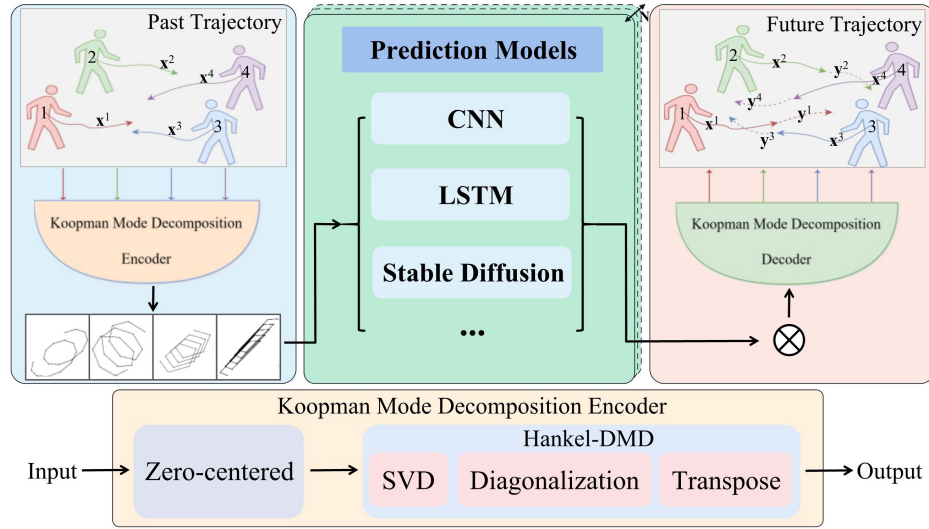 Past Trajectory
2
x²
x⁴
4
1
x¹
x³
3
Koopman Mode Decomposition
Encoder
N
Prediction Models
CNN
LSTM
Stable Diffusion
...
Future Trajectory
2
x²
y²
4
x⁴
y⁴
1
x¹
y¹
y³
x³
3
Koopman Mode Decomposition
Decoder
Koopman Mode Decomposition Encoder
Hankel-DMD
Input
Zero-centered
SVD
Diagonalization
Transpose
Output